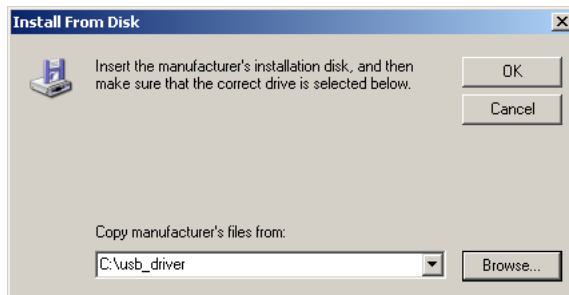 Install From Disk
Insert the manufacturer's installation disk, and then
make sure that the correct drive is selected below.
OK
Cancel
Copy manufacturer's files from:
C:\usb_driver
Browse...